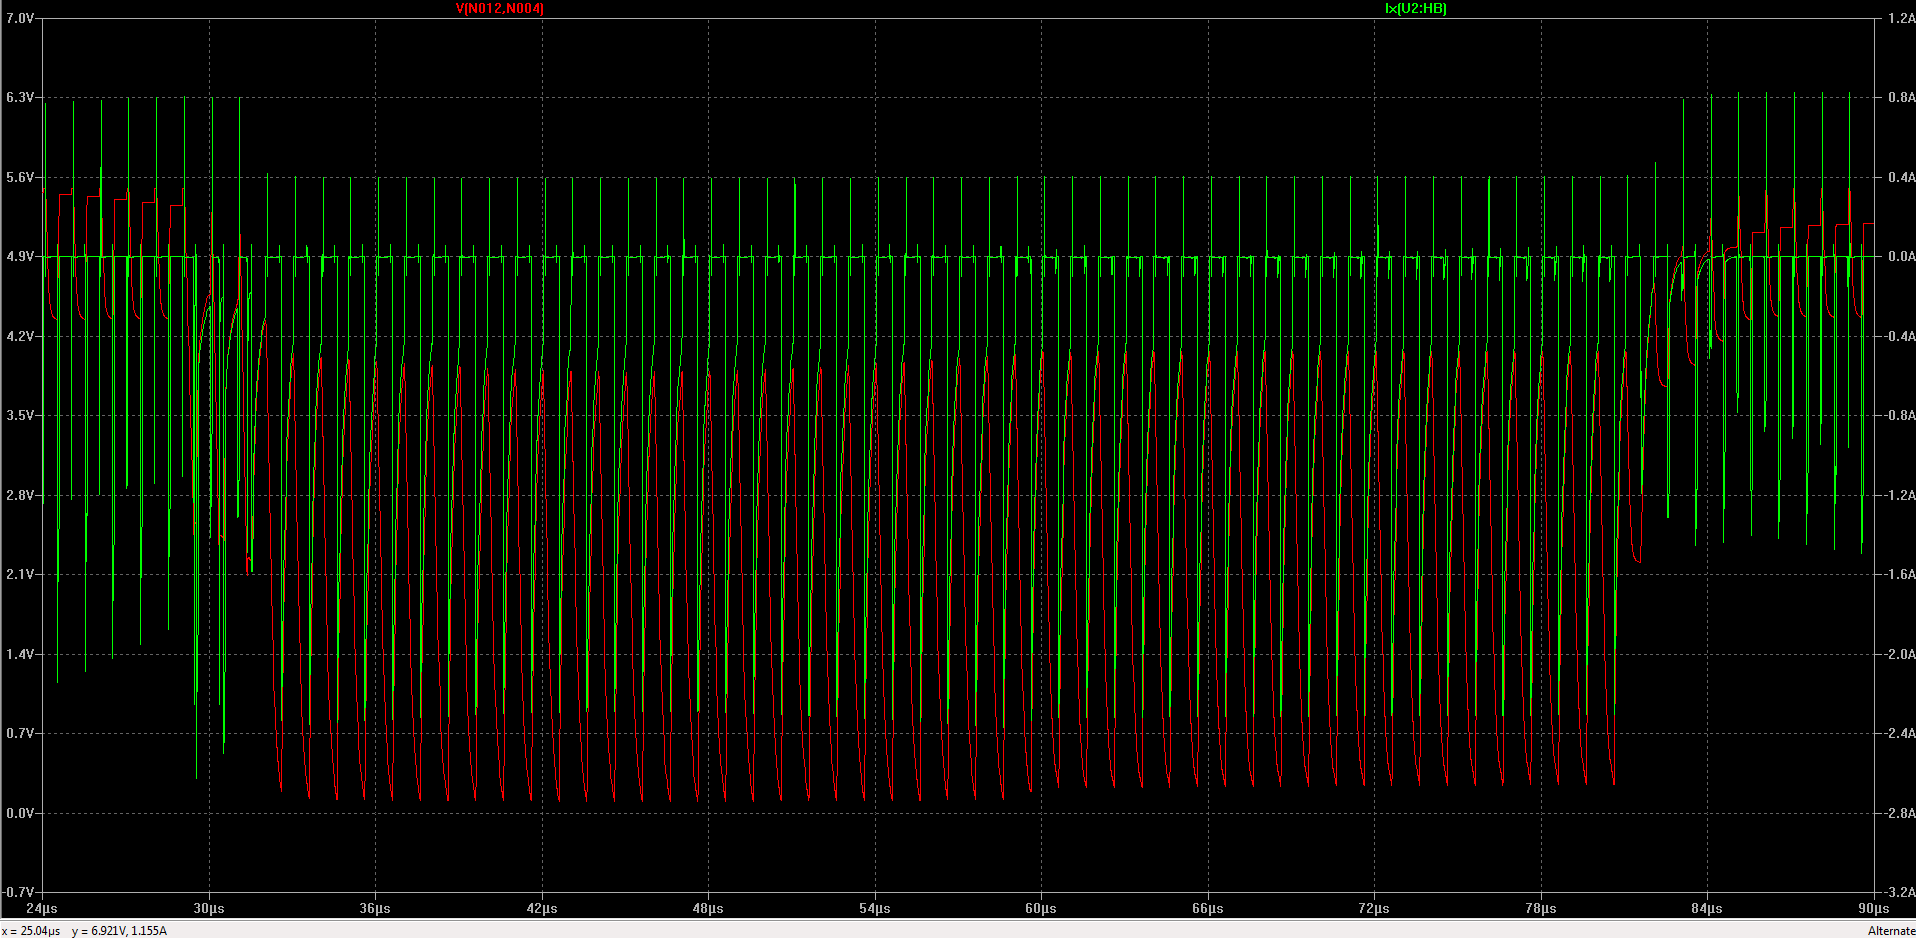 V(N012,N004) Ix(U2:HB)
7.0V 1.2A
6.3V 0.8A
5.6V 0.4A
4.9V 0.0A
4.2V -0.4A
3.5V -0.8A
2.8V -1.2A
2.1V -1.6A
1.4V -2.0A
0.7V -2.4A
0.0V -2.8A
-0.7V -3.2A
24µs 30µs 36µs 42µs 48µs 54µs 60µs 66µs 72µs 78µs 84µs 90µs
x = 25.04µs y = 6.921V, 1.155A Alternate